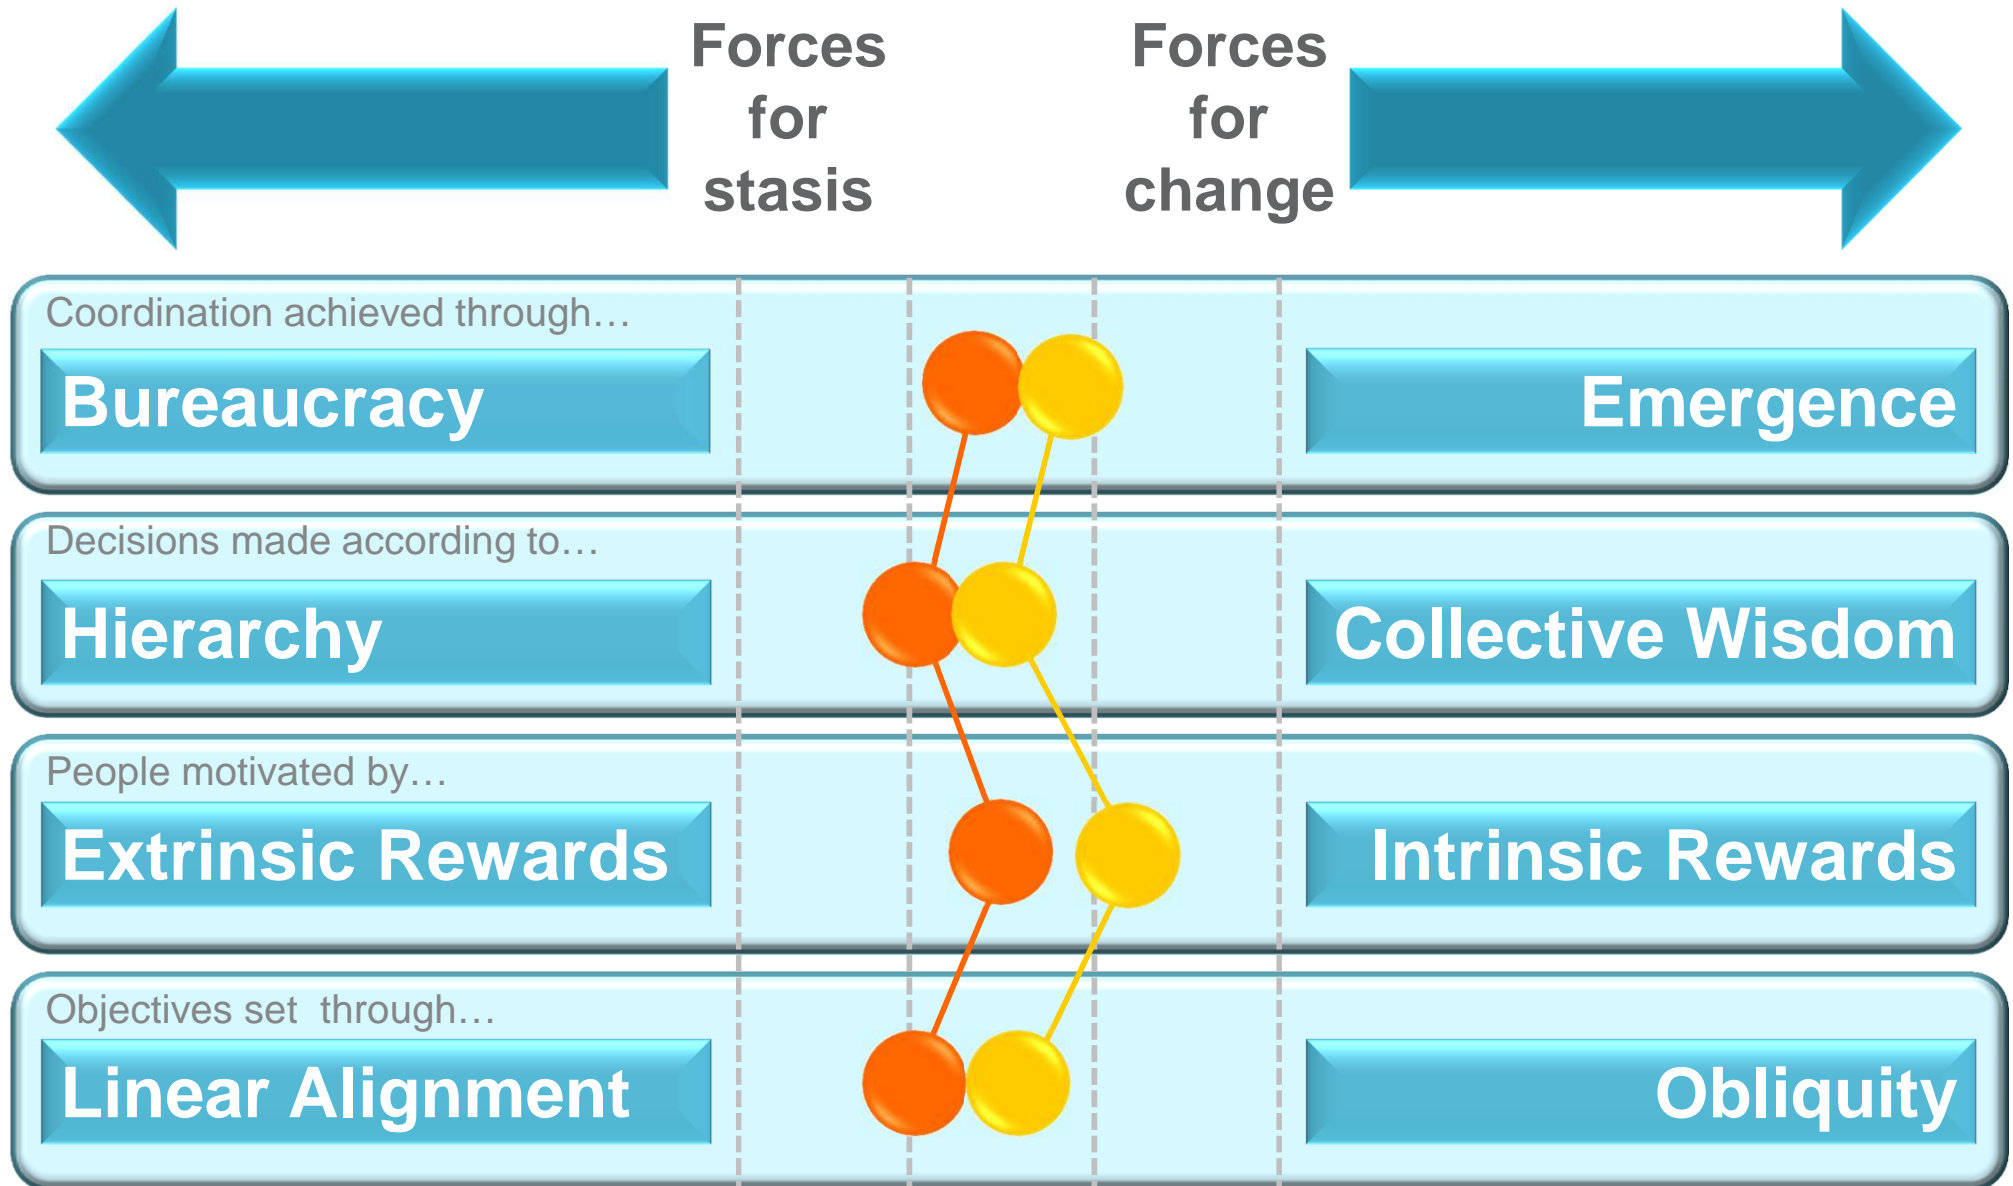 Forces
for
stasis
Forces
for
change
Coordination achieved through…
Bureaucracy
Emergence
Decisions made according to…
Hierarchy
Collective Wisdom
People motivated by…
Extrinsic Rewards
Intrinsic Rewards
Objectives set  through…
Linear Alignment
Obliquity